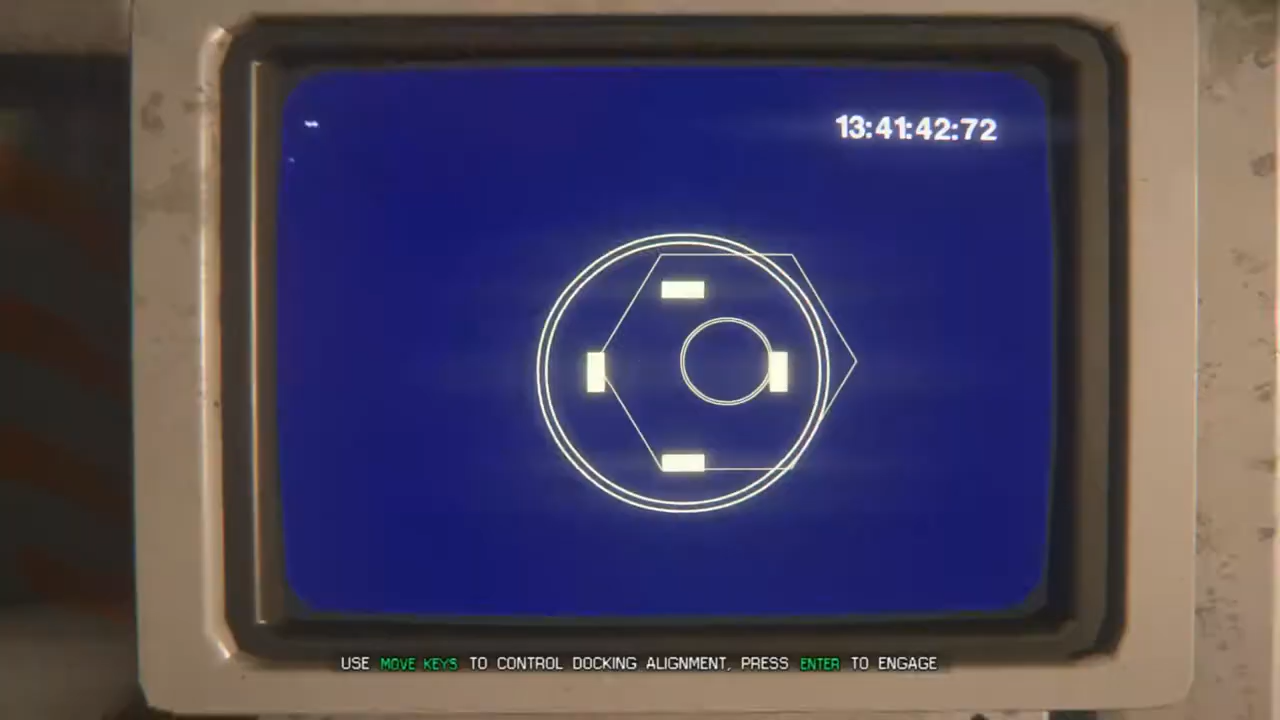 13:41:42:72
USE MOVE KEYS TO CONTROL DOCKING ALIGNMENT, PRESS ENTER TO ENGAGE